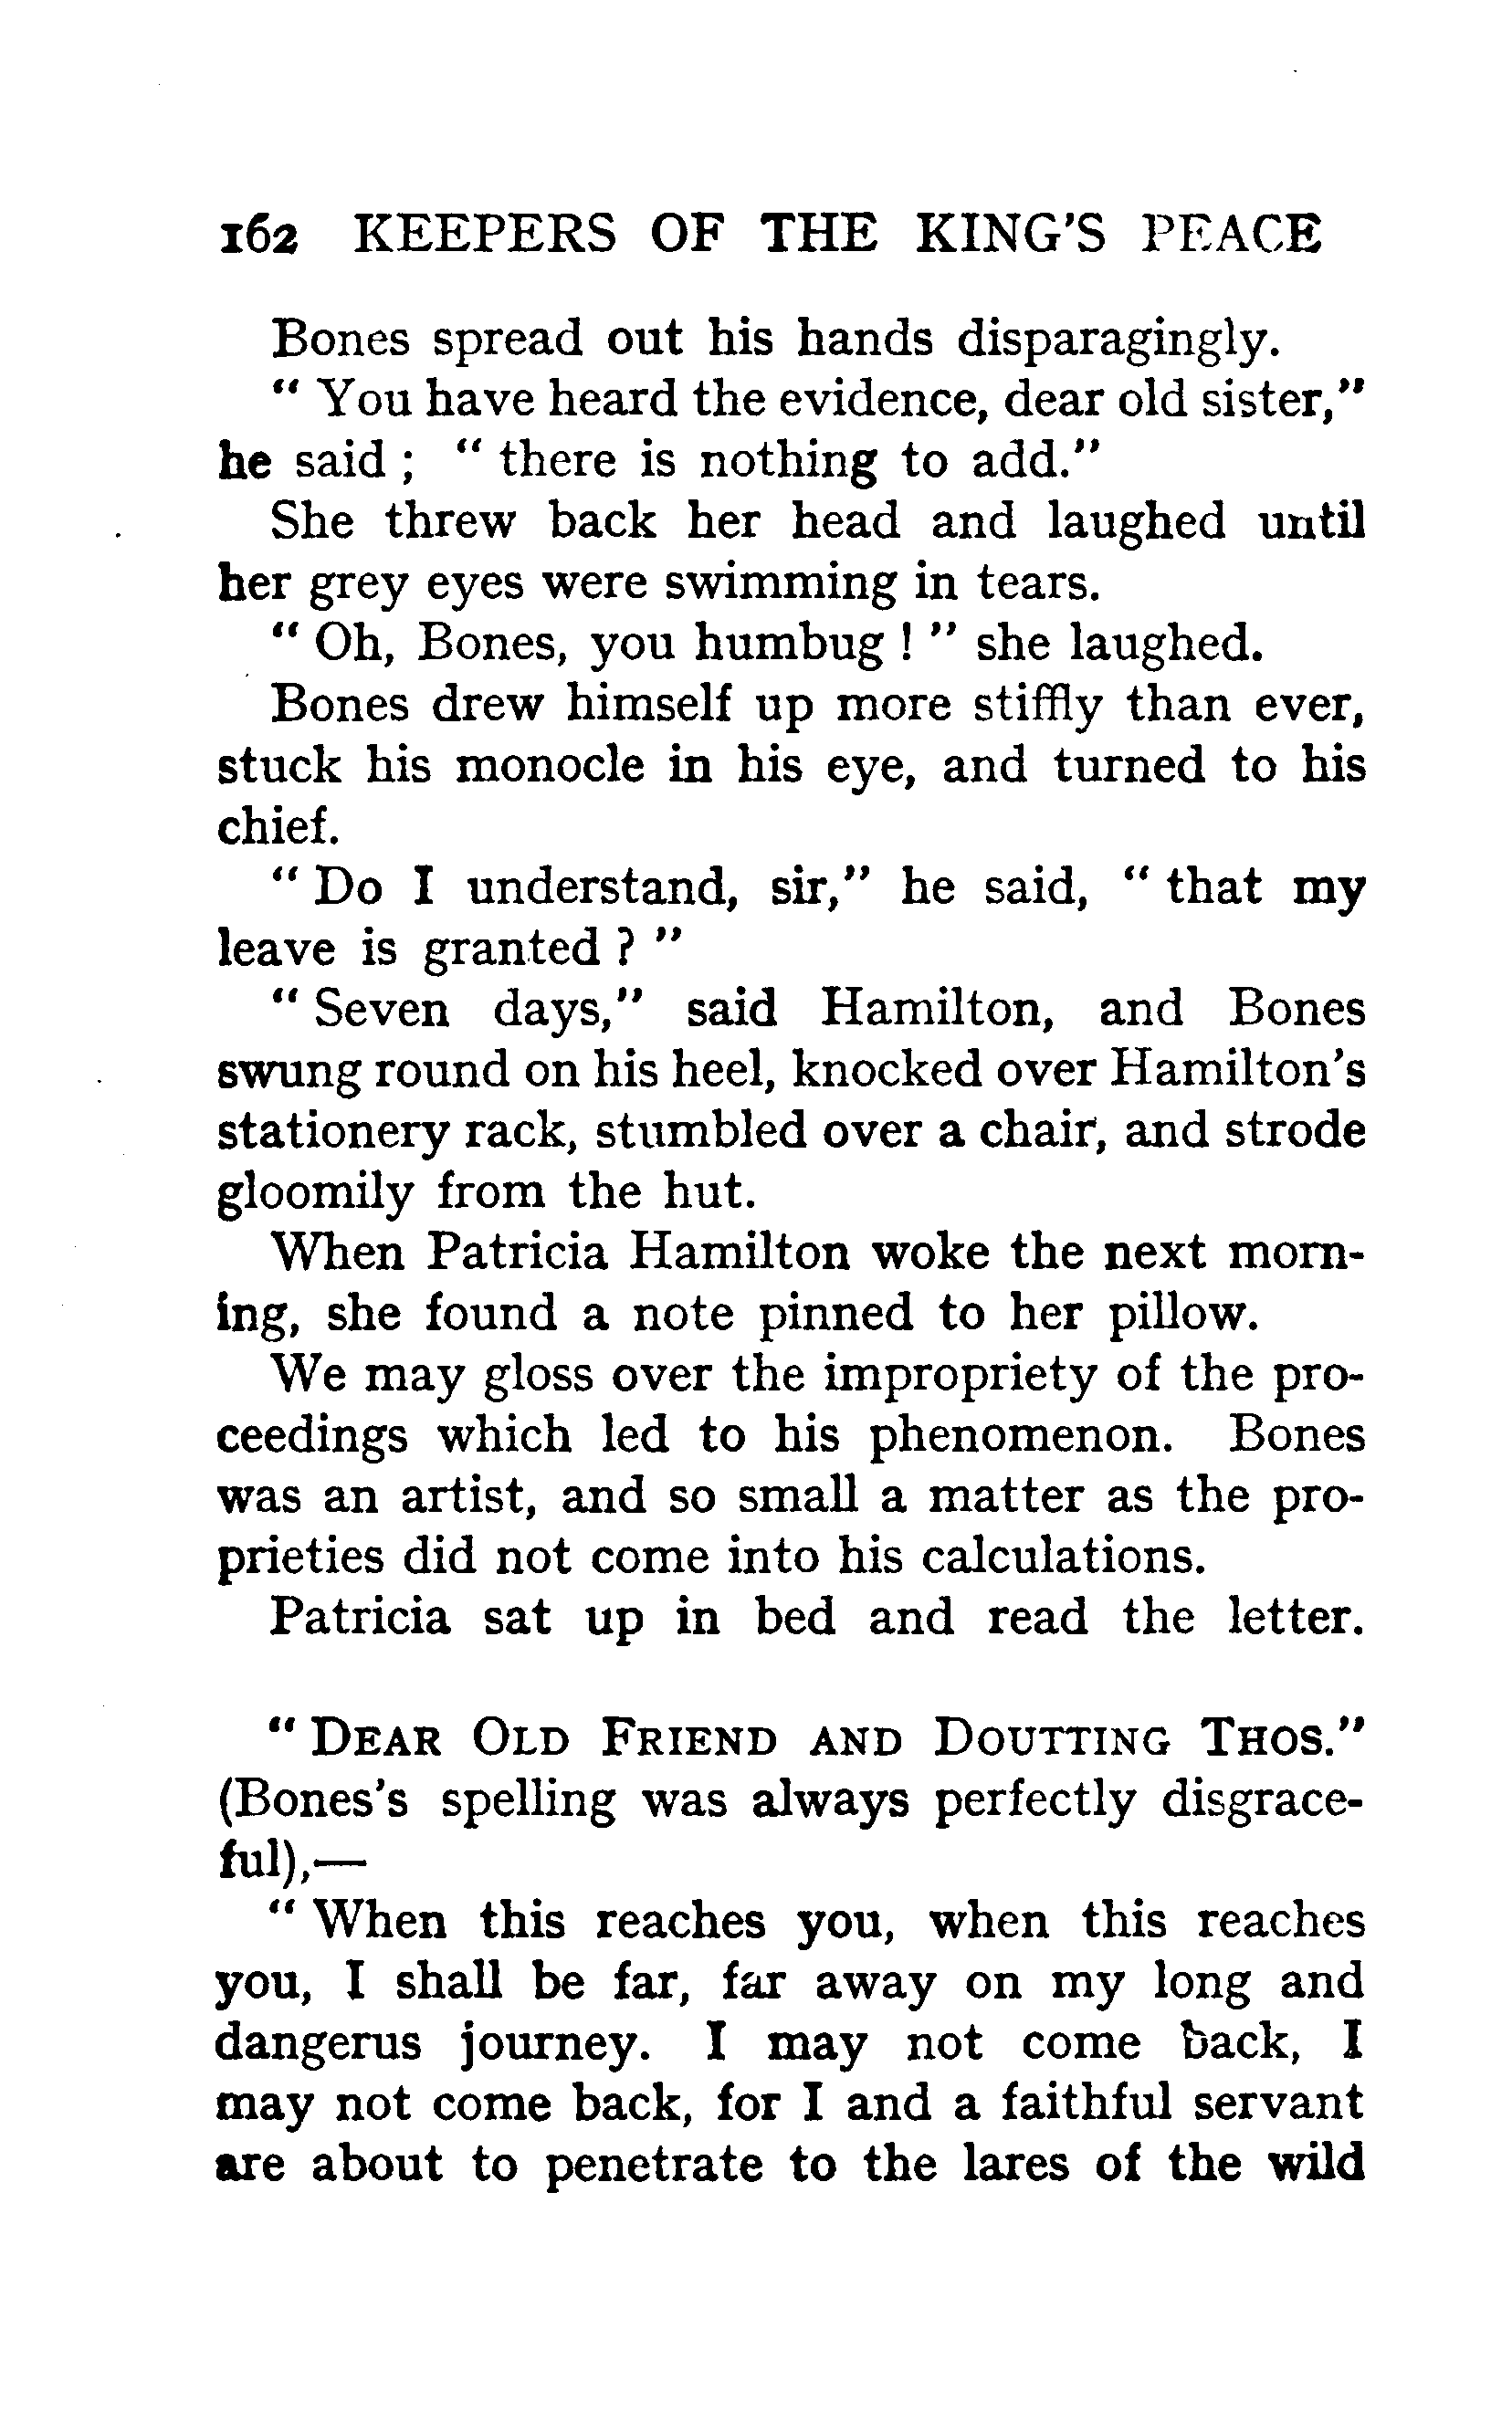 162 KEEPERS OF THE KING'S PEACE
Bones spread out his hands disparagingly.
" You have heard the evidence, dear old sister,"
he said ; " there is nothing to add."
She threw back her head and laughed until
her grey eyes were swimming in tears.
" Oh, Bones, you humbug ! " she laughed.
Bones drew himself up more stiffly than ever,
stuck his monocle in his eye, and turned to his
chief.
" Do I understand, sir," he said, " that my
leave is granted ? "
" Seven days," said Hamilton, and Bones
swung round on his heel, knocked over Hamilton's
stationery rack, stumbled over a chair, and strode
gloomily from the hut.
When Patricia Hamilton woke the next morn-
ing, she found a note pinned to her pillow.
We may gloss over the impropriety of the pro-
ceedings which led to his phenomenon. Bones
was an artist, and so small a matter as the pro-
prieties did not come into his calculations.
Patricia sat up in bed and read the letter.
" DEAR OLD FRIEND AND DOUTTING THOS."
(Bones's spelling was always perfectly disgrace-
ful),—
" When this reaches you, when this reaches
you, I shall be far, far away on my long and
dangerus journey. I may not come back, I
may not come back, for I and a faithful servant
are about to penetrate to the lares of the wild